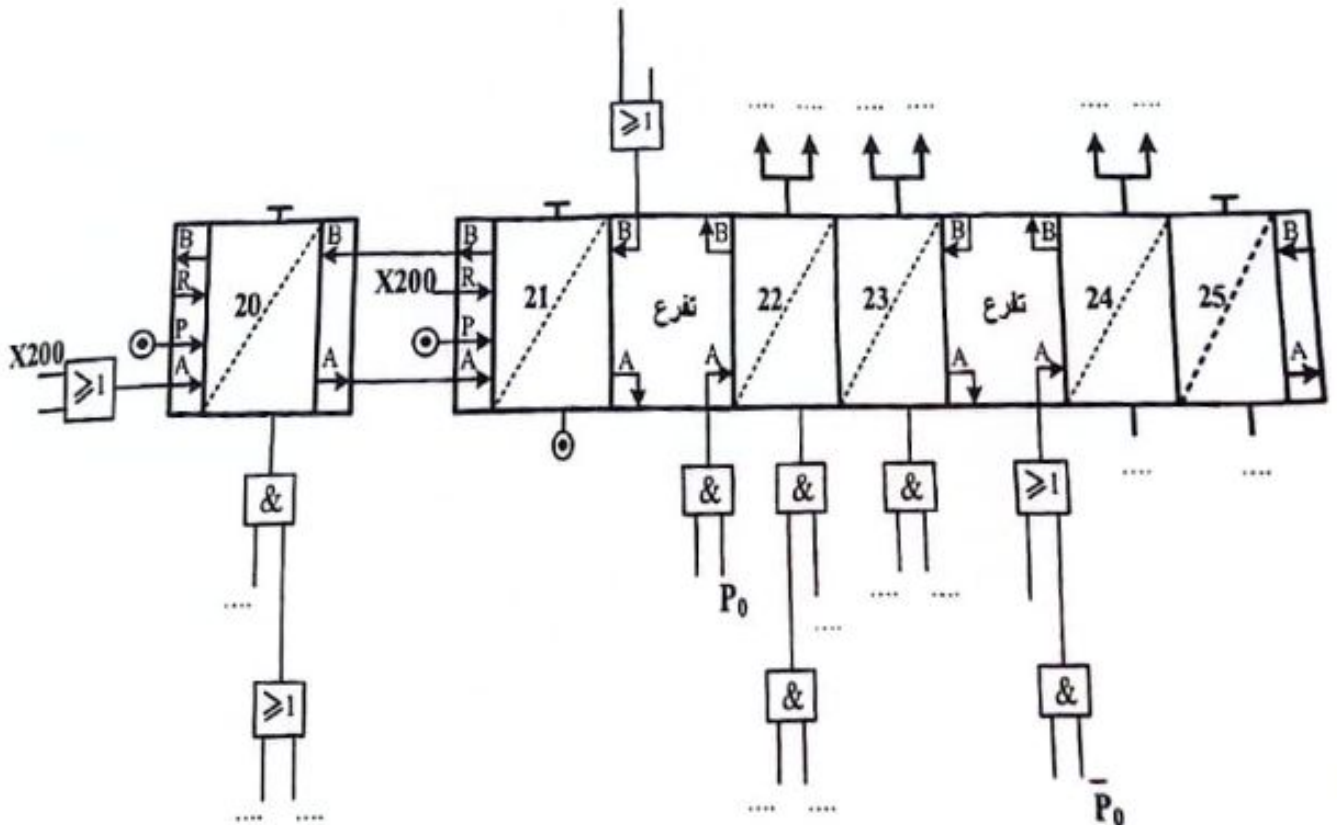 ≥1
.... .... .... .... .... ....
B B B B B B B B
X200 R X200 R
20 21 تفرع 22 23 تفرع 24 25
P P
A A A A A A A A
≥1
& & & & ≥1
P₀
.... .... .... .... .... ....
≥1 & &
.... .... .... .... P̅₀